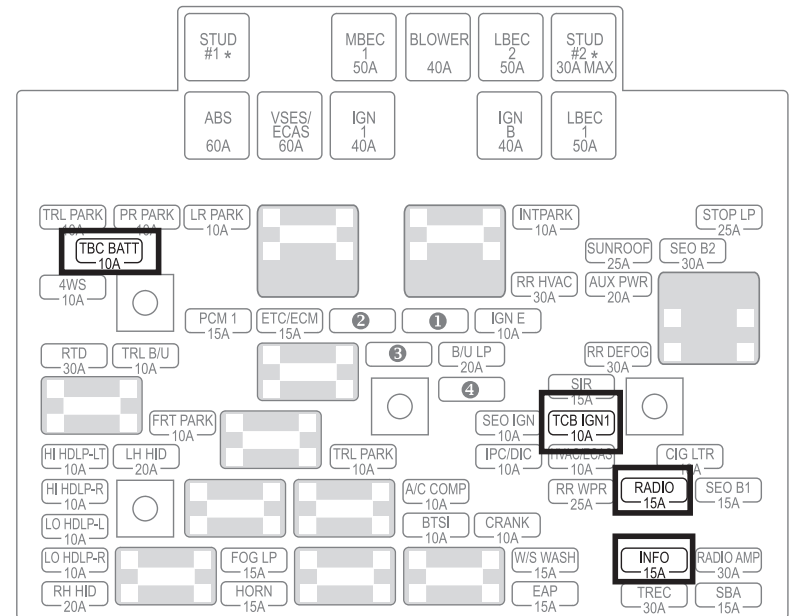 STUD #1 *
MBEC 1 50A
BLOWER 40A
LBEC 2 50A
STUD #2 * 30A MAX
ABS 60A
VSES/ ECAS 60A
IGN 1 40A
IGN B 40A
LBEC 1 50A
TRL PARK 10A
PR PARK 10A
LR PARK 10A
INTPARK 10A
STOP LP 25A
TBC BATT 10A
SUNROOF 25A
SEO B2 30A
4WS 10A
RR HVAC 30A
AUX PWR 20A
PCM 1 15A
ETC/ECM 15A
2
1
IGN E 10A
RTD 30A
TRL B/U 10A
3
B/U LP 20A
RR DEFOG 30A
4
SIR 15A
FRT PARK 10A
SEO IGN 10A
TCB IGN1 10A
HI HDLP-LT 10A
LH HID 20A
TRL PARK 10A
IPC/DIC 10A
HVAC/ECAS 10A
CIG LTR
HI HDLP-R 10A
A/C COMP 10A
RR WPR 25A
RADIO 15A
SEO B1 15A
LO HDLP-L 10A
BTSI 10A
CRANK 10A
LO HDLP-R 10A
FOG LP 15A
W/S WASH 15A
INFO 15A
RADIO AMP 30A
RH HID 20A
HORN 15A
EAP 15A
TREC 30A
SBA 15A